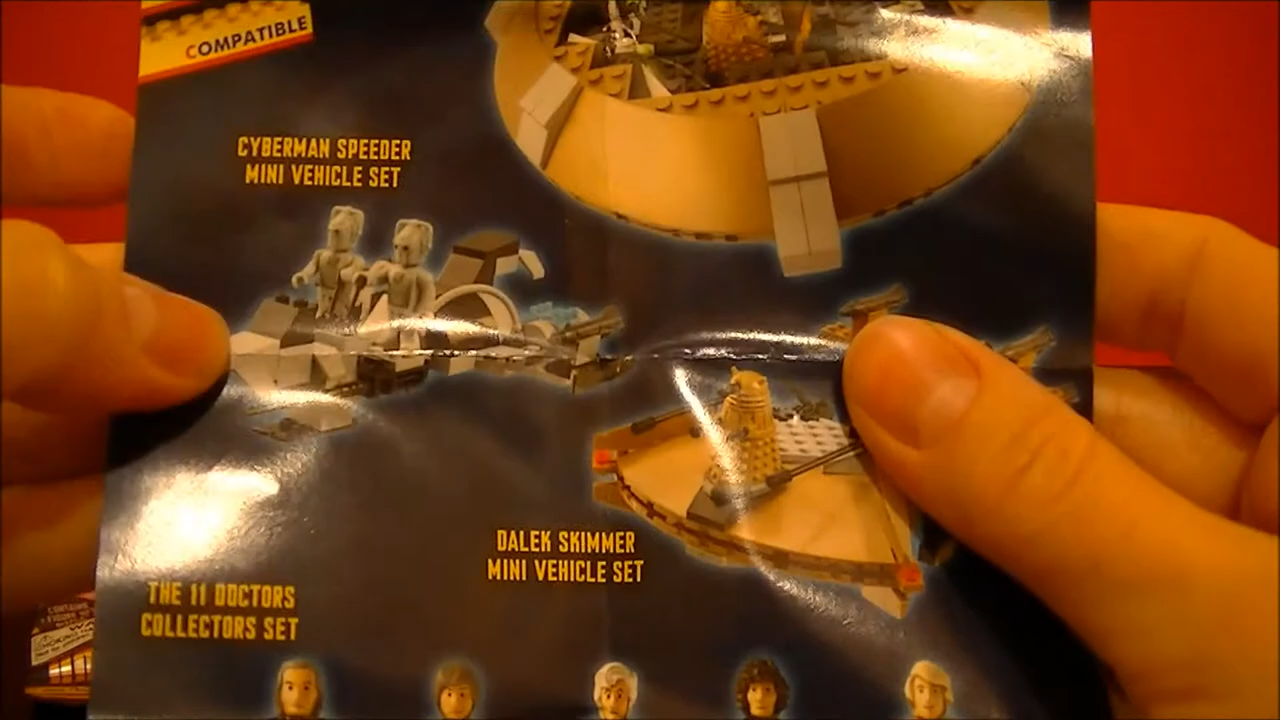 COMPATIBLE
CYBERMAN SPEEDER
MINI VEHICLE SET
DALEK SKIMMER
MINI VEHICLE SET
THE 11 DOCTORS
COLLECTORS SET